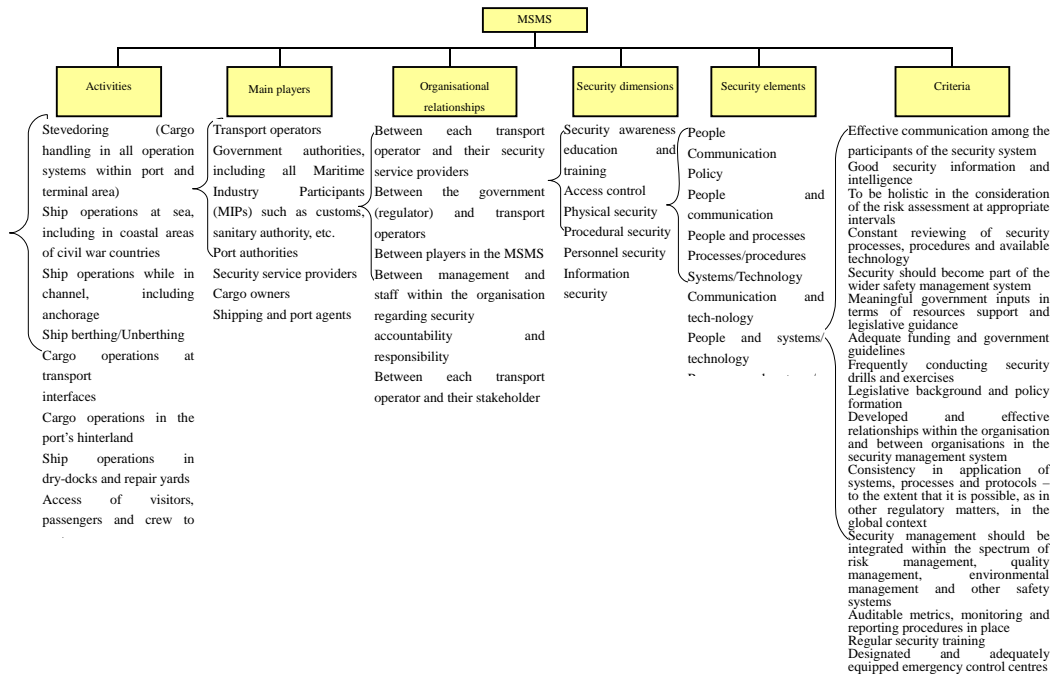 MSMS
Activities
Main players
Organisational
relationships
Security dimensions
Security elements
Criteria
Stevedoring (Cargo
handling in all operation
systems within port and
terminal area)
Ship operations at sea,
including in coastal areas
of civil war countries
Ship operations while in
channel, including
anchorage
Ship berthing/Unberthing
Cargo operations at
transport
interfaces
Cargo operations in the
port's hinterland
Ship operations in
dry-docks and repair yards
Access of visitors,
passengers and crew to
Transport operators
Government authorities,
including all Maritime
Industry Participants
(MIPs) such as customs,
sanitary authority, etc.
Port authorities
Security service providers
Cargo owners
Shipping and port agents
Between each transport
operator and their security
service providers
Between the government
(regulator) and transport
operators
Between players in the MSMS
Between management and
staff within the organisation
regarding security
accountability and
responsibility
Between each transport
operator and their stakeholder
Security awareness
education and
training
Access control
Physical security
Procedural security
Personnel security
Information
security
People
Communication
Policy
People and
communication
People and processes
Processes/procedures
Systems/Technology
Communication and
tech-nology
People and systems/
technology
Effective communication among the
participants of the security system
Good security information and
intelligence
To be holistic in the consideration
of the risk assessment at appropriate
intervals
Constant reviewing of security
processes, procedures and available
technology
Security should become part of the
wider safety management system
Meaningful government inputs in
terms of resources support and
legislative guidance
Adequate funding and government
guidelines
Frequently conducting security
drills and exercises
Legislative background and policy
formation
Developed and effective
relationships within the organisation
and between organisations in the
security management system
Consistency in application of
systems, processes and protocols –
to the extent that it is possible, as in
other regulatory matters, in the
global context
Security management should be
integrated within the spectrum of
risk management, quality
management, environmental
management and other safety
systems
Auditable metrics, monitoring and
reporting procedures in place
Regular security training
Designated and adequately
equipped emergency control centres